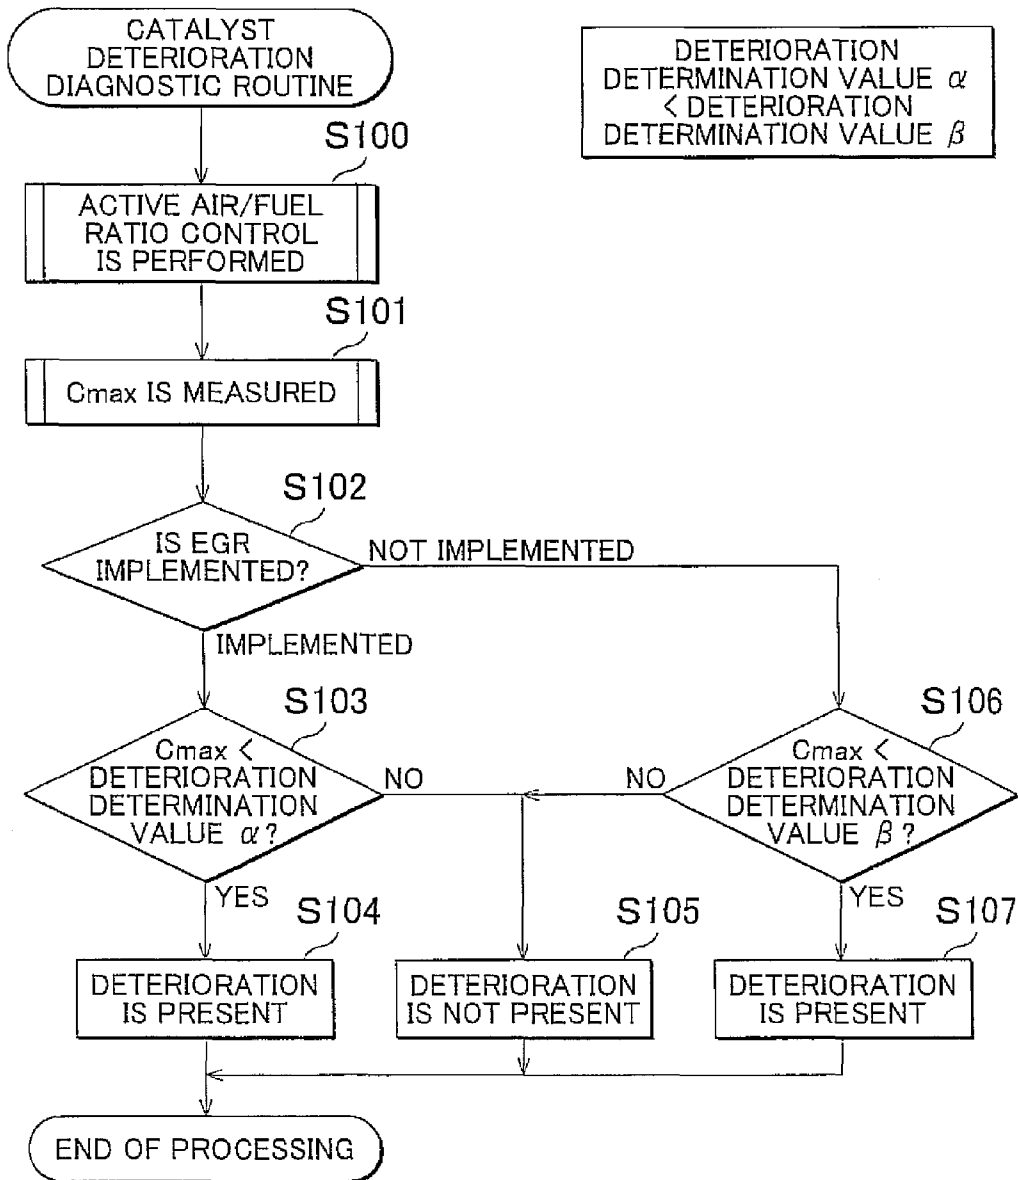 CATALYST
DETERIORATION
DIAGNOSTIC ROUTINE
DETERIORATION
DETERMINATION VALUE α
< DETERIORATION
DETERMINATION VALUE β
S100
ACTIVE AIR/FUEL
RATIO CONTROL
IS PERFORMED
S101
Cmax IS MEASURED
S102
IS EGR
IMPLEMENTED?
NOT IMPLEMENTED
IMPLEMENTED
S103
Cmax <
DETERIORATION
DETERMINATION
VALUE α?
NO
YES
S106
Cmax <
DETERIORATION
DETERMINATION
VALUE β?
NO
YES
S104
DETERIORATION
IS PRESENT
S105
DETERIORATION
IS NOT PRESENT
S107
DETERIORATION
IS PRESENT
END OF PROCESSING